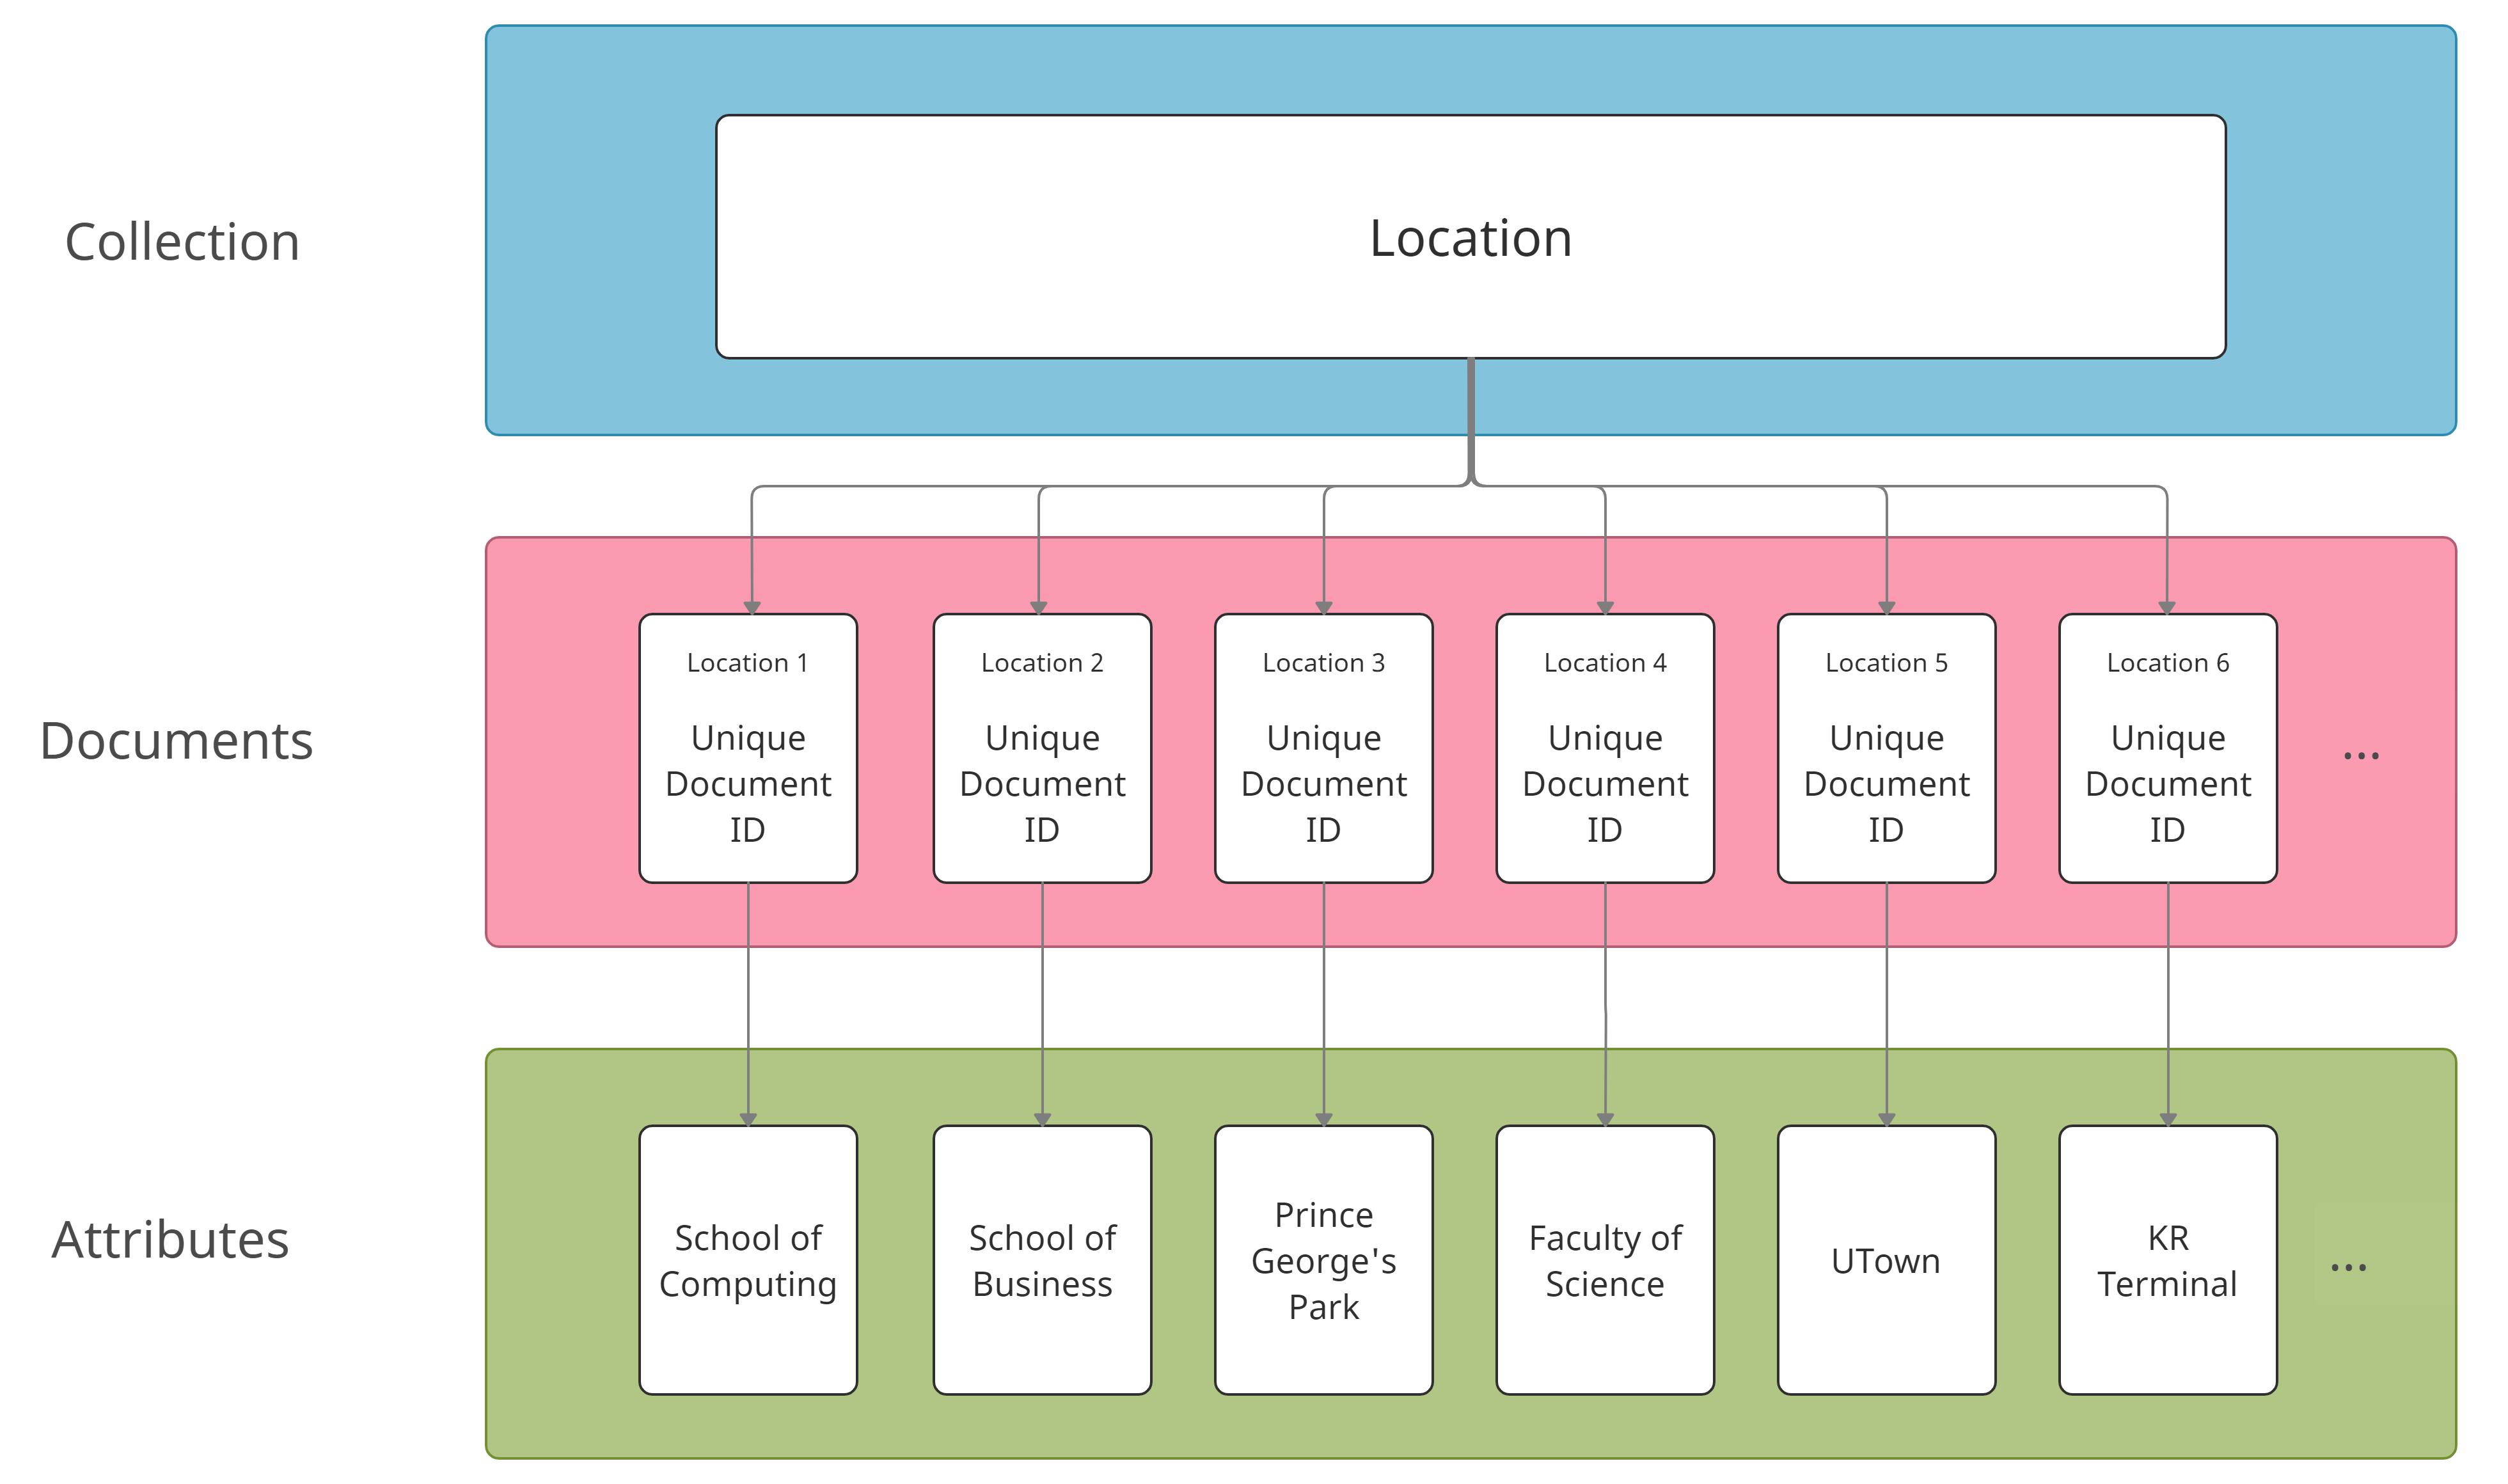 Collection
Location
Documents
Location 1
Unique
Document
ID
Location 2
Unique
Document
ID
Location 3
Unique
Document
ID
Location 4
Unique
Document
ID
Location 5
Unique
Document
ID
Location 6
Unique
Document
ID
...
Attributes
School of
Computing
School of
Business
Prince
George's
Park
Faculty of
Science
UTown
KR
Terminal
...